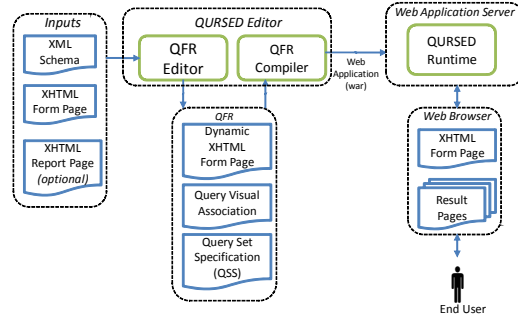 Inputs
XML
Schema
XHTML
Form Page
XHTML
Report Page
(optional)
QURSED Editor
QFR
Editor
QFR
Compiler
Web
Application
(war)
Web Application Server
QURSED
Runtime
QFR
Dynamic
XHTML
Form Page
Query Visual
Association
Query Set
Specification
(QSS)
Web Browser
XHTML
Form Page
Result
Pages
End User